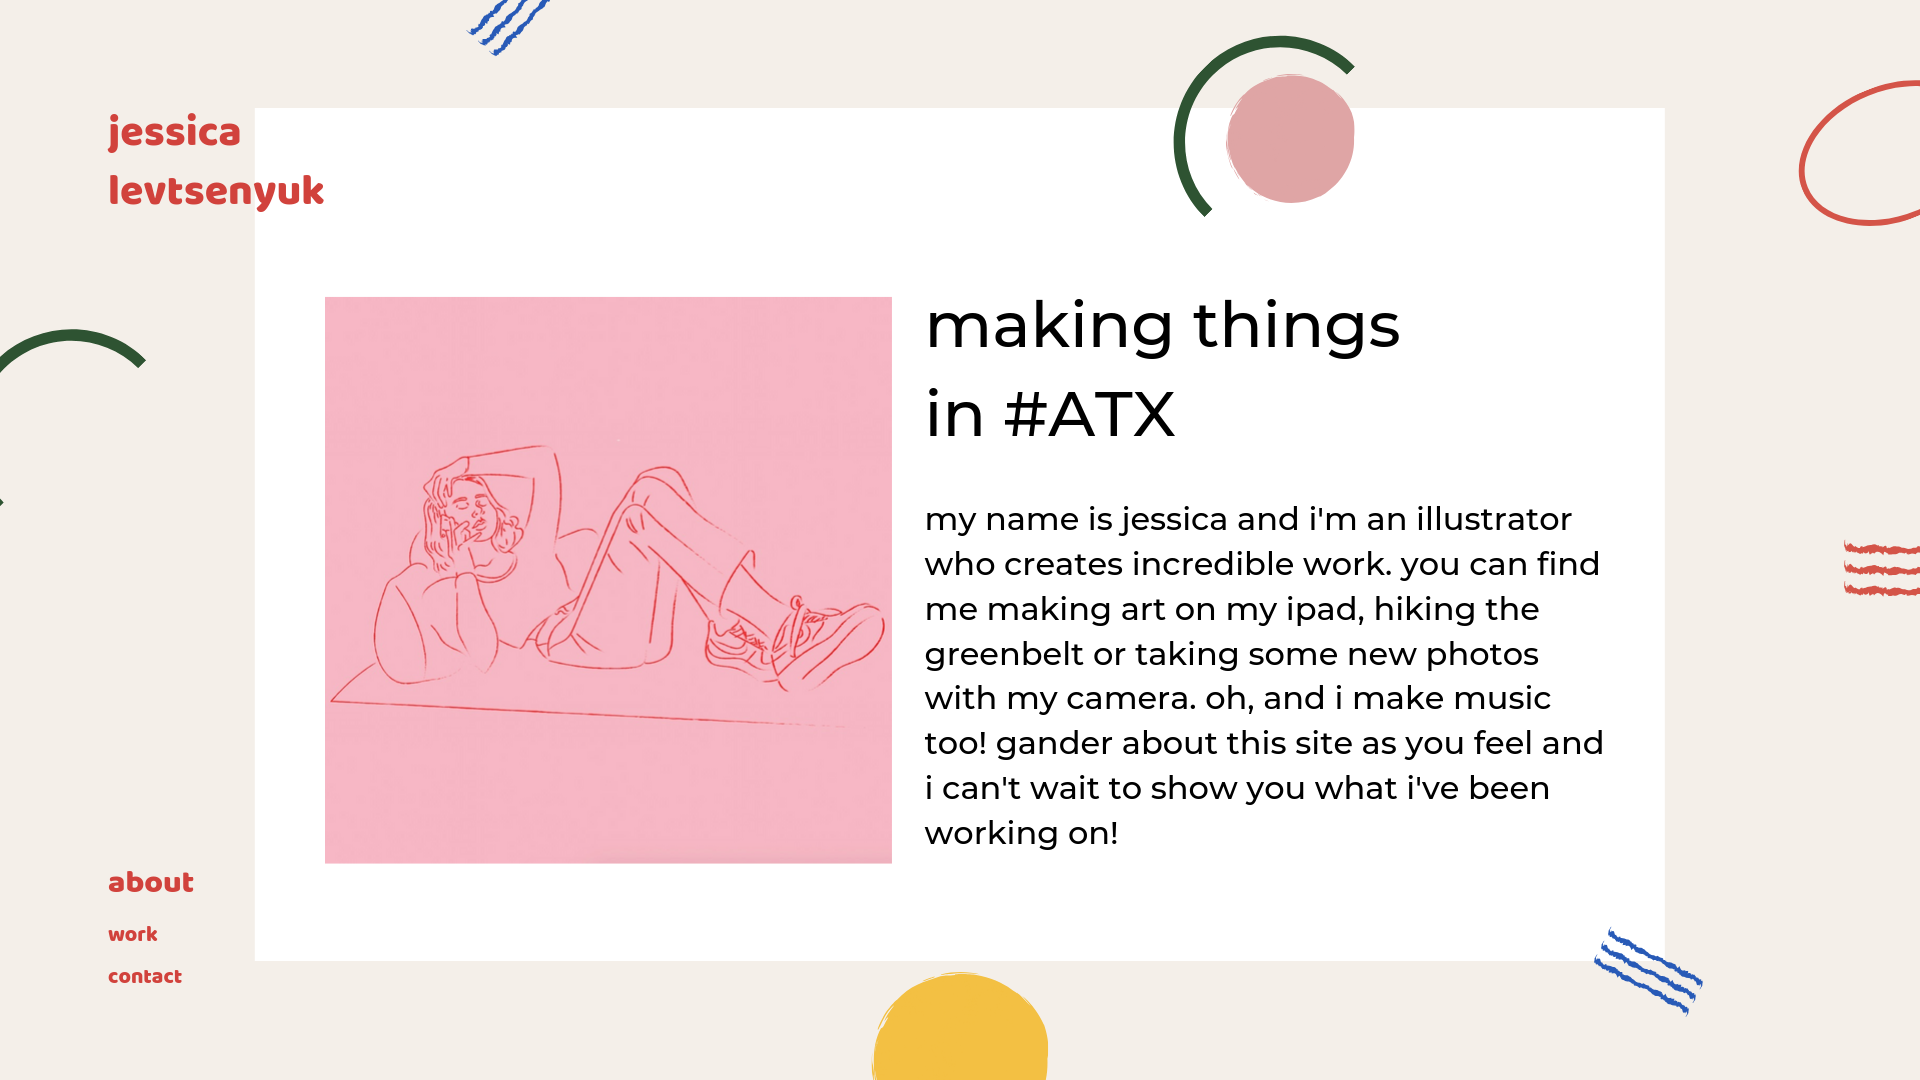 jessica
levtsenyuk
making things
in #ATX
my name is jessica and i'm an illustrator
who creates incredible work. you can find
me making art on my ipad, hiking the
greenbelt or taking some new photos
with my camera. oh, and i make music
too! gander about this site as you feel and
i can't wait to show you what i've been
working on!
about
work
contact